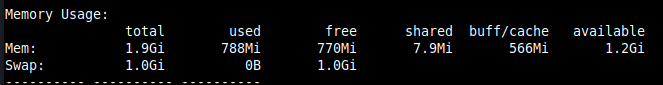 Memory Usage:
total used free shared buff/cache available
Mem: 1.9Gi 788Mi 770Mi 7.9Mi 566Mi 1.2Gi
Swap: 1.0Gi 0B 1.0Gi
---------- ---------- ----------